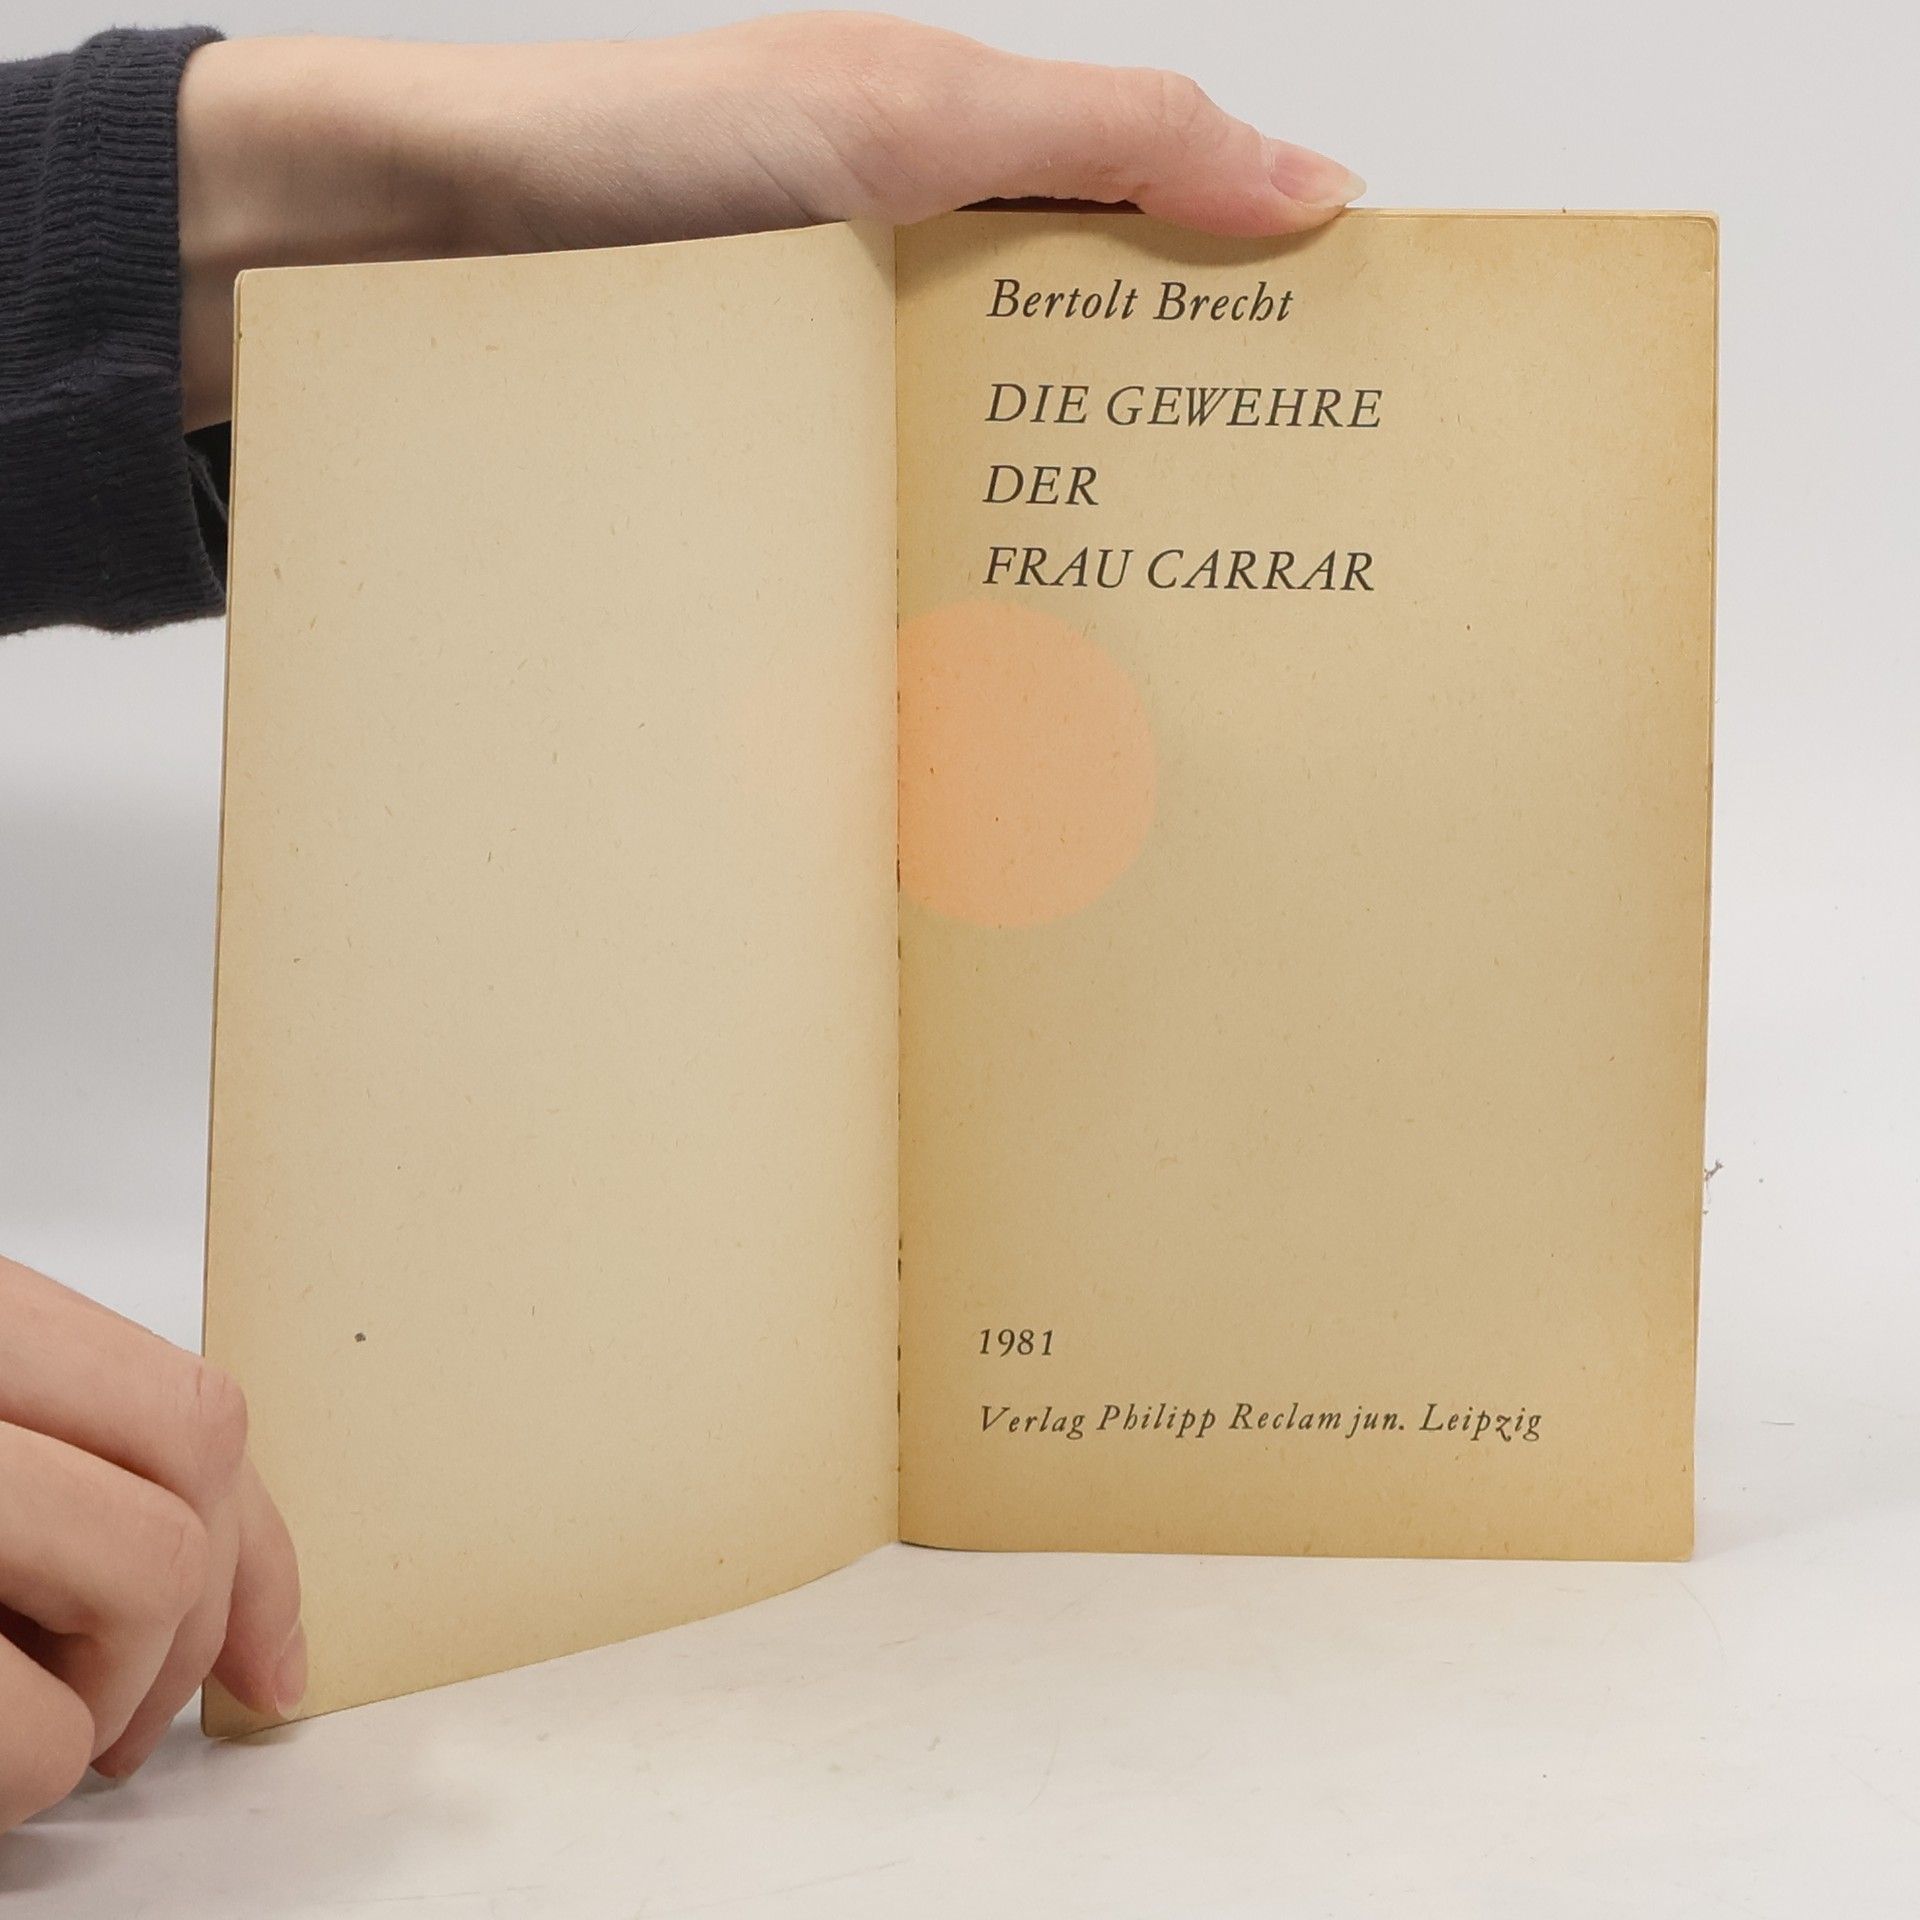 Bertolt Brecht
DIE GEWEHRE
DER
FRAU CARRAR
1981
Verlag Philipp Reclam jun. Leipzig